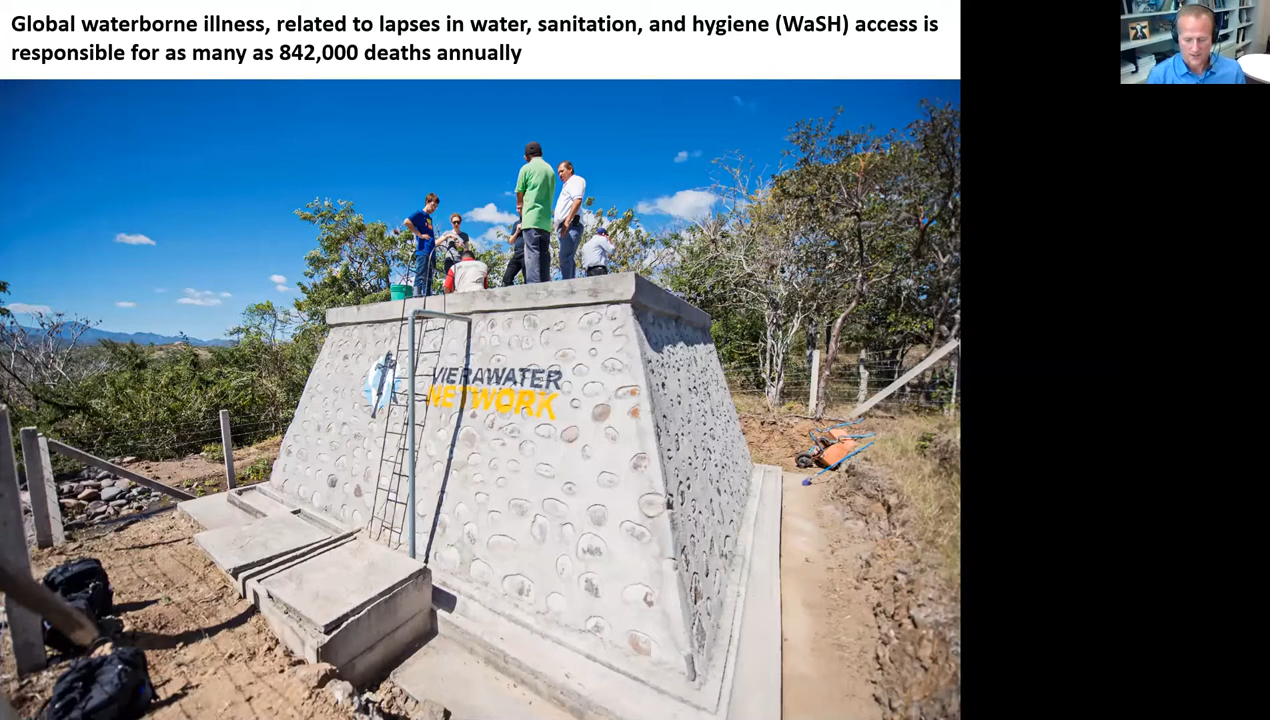 Global waterborne illness, related to lapses in water, sanitation, and hygiene (WaSH) access is
responsible for as many as 842,000 deaths annually
VIERAWATER
NETWORK